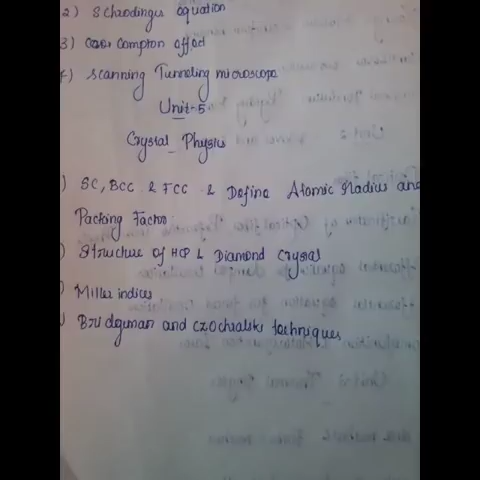 2) Schrodinger equation
3) Compton effect
4) Scanning Tunneling microscope
Unit-5
Crystal Physics
) SC, BCC & FCC & Define Atomic Radius and
Packing Factor
) Structure of HCP & Diamond Crystal
) Miller indices
) Bridgeman and czochralski techniques